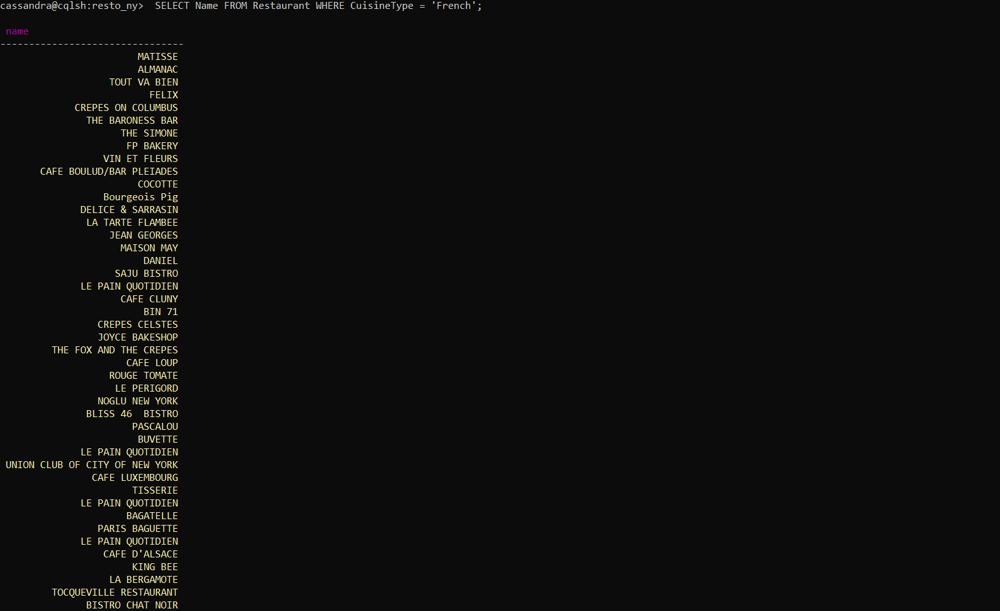 cassandra@cqlsh:resto_ny>  SELECT Name FROM Restaurant WHERE CuisineType = 'French';
name
--------------------------------
MATISSE
ALMANAC
TOUT VA BIEN
FELIX
CREPES ON COLUMBUS
THE BARONESS BAR
THE SIMONE
FP BAKERY
VIN ET FLEURS
CAFE BOULUD/BAR PLEIADES
COCOTTE
Bourgeois Pig
DELICE & SARRASIN
LA TARTE FLAMBEE
JEAN GEORGES
MAISON MAY
DANIEL
SAJU BISTRO
LE PAIN QUOTIDIEN
CAFE CLUNY
BIN 71
CREPES CELSTES
JOYCE BAKESHOP
THE FOX AND THE CREPES
CAFE LOUP
ROUGE TOMATE
LE PERIGORD
NOGLU NEW YORK
BLISS 46  BISTRO
PASCALOU
BUVETTE
LE PAIN QUOTIDIEN
UNION CLUB OF CITY OF NEW YORK
CAFE LUXEMBOURG
TISSERIE
LE PAIN QUOTIDIEN
BAGATELLE
PARIS BAGUETTE
LE PAIN QUOTIDIEN
CAFE D'ALSACE
KING BEE
LA BERGAMOTE
TOCQUEVILLE RESTAURANT
BISTRO CHAT NOIR